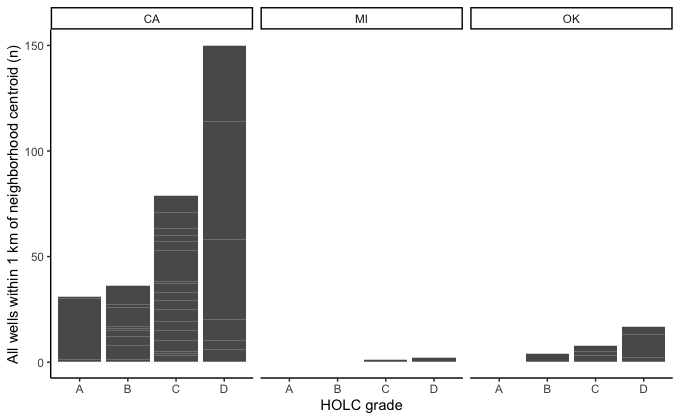 CA MI OK
All wells within 1 km of neighborhood centroid (n)
150
100
50
0
A B C D A B C D A B C D
HOLC grade